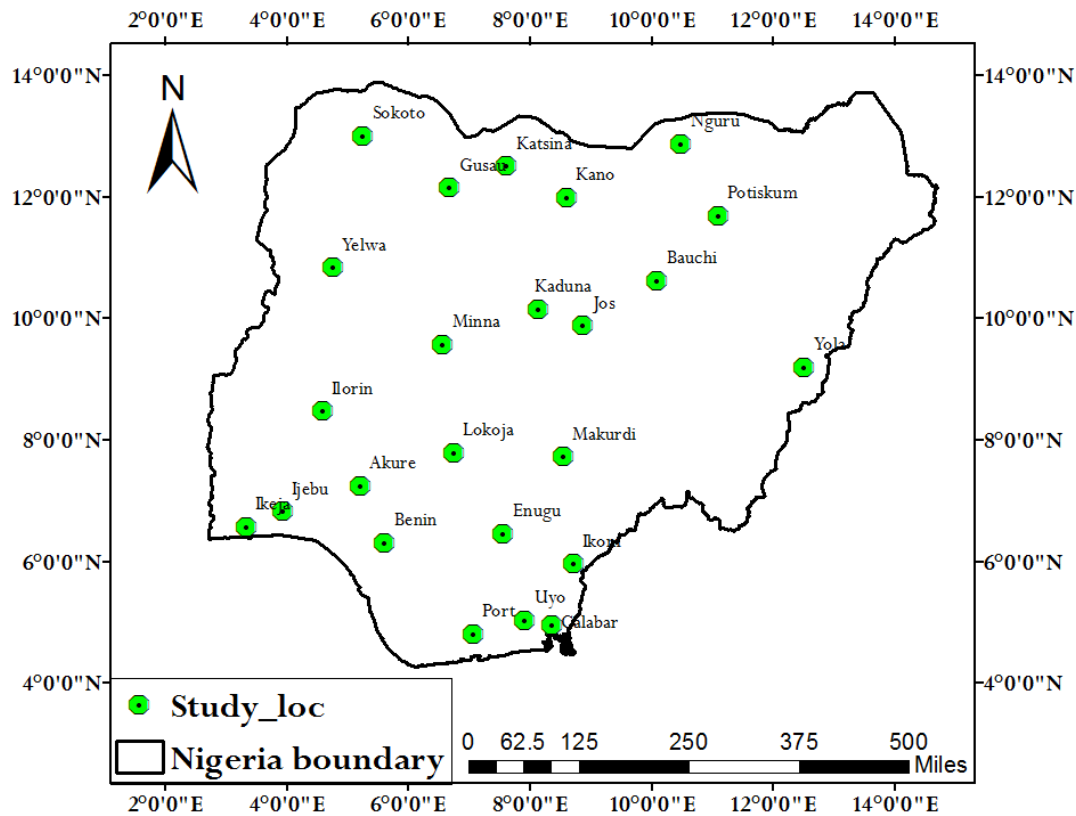 2°0'0"E 4°0'0"E 6°0'0"E 8°0'0"E 10°0'0"E 12°0'0"E 14°0'0"E
14°0'0"N 14°0'0"N
N
Sokoto
Nguru
Katsina
Gusau
Kano
12°0'0"N 12°0'0"N
Potiskum
Yelwa
Bauchi
Kaduna
Jos
10°0'0"N 10°0'0"N
Minna
Yola
Ilorin
8°0'0"N 8°0'0"N
Lokoja
Makurdi
Akure
Ijebu
Ikeja
Benin
Enugu
Ikom
6°0'0"N 6°0'0"N
Uyo
Port
Calabar
4°0'0"N 4°0'0"N
Study_loc
Nigeria boundary
0 62.5 125 250 375 500
Miles
2°0'0"E 4°0'0"E 6°0'0"E 8°0'0"E 10°0'0"E 12°0'0"E 14°0'0"E